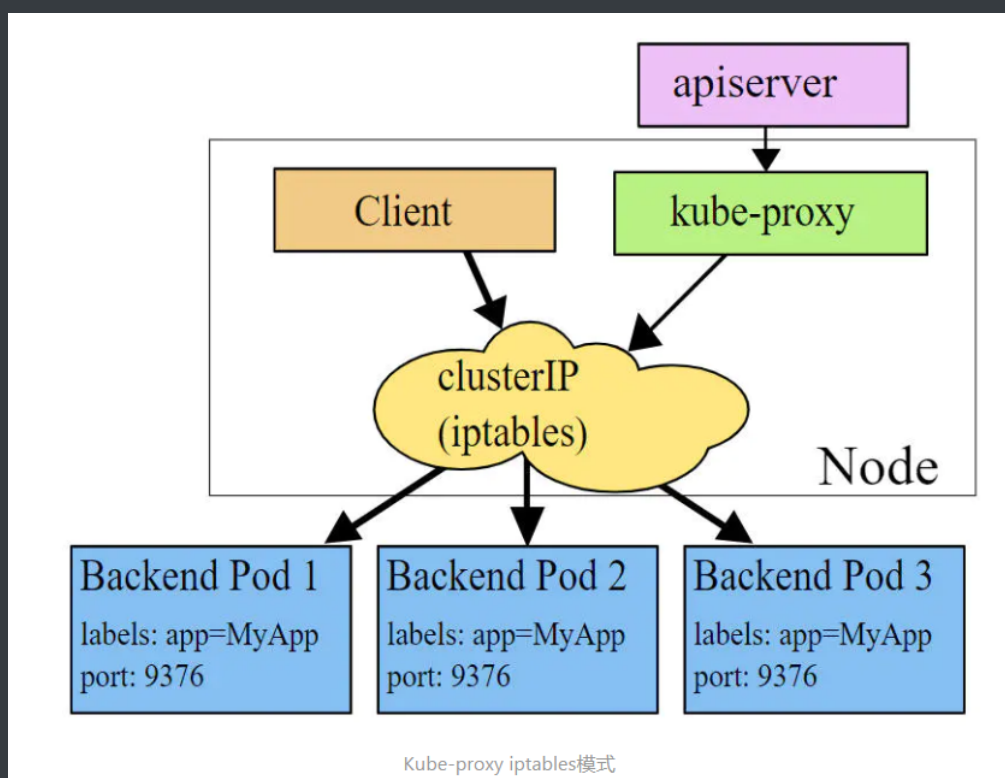 apiserver
Client
kube-proxy
clusterIP
(iptables)
Node
Backend Pod 1
labels: app=MyApp
port: 9376
Backend Pod 2
labels: app=MyApp
port: 9376
Backend Pod 3
labels: app=MyApp
port: 9376
Kube-proxy iptables模式